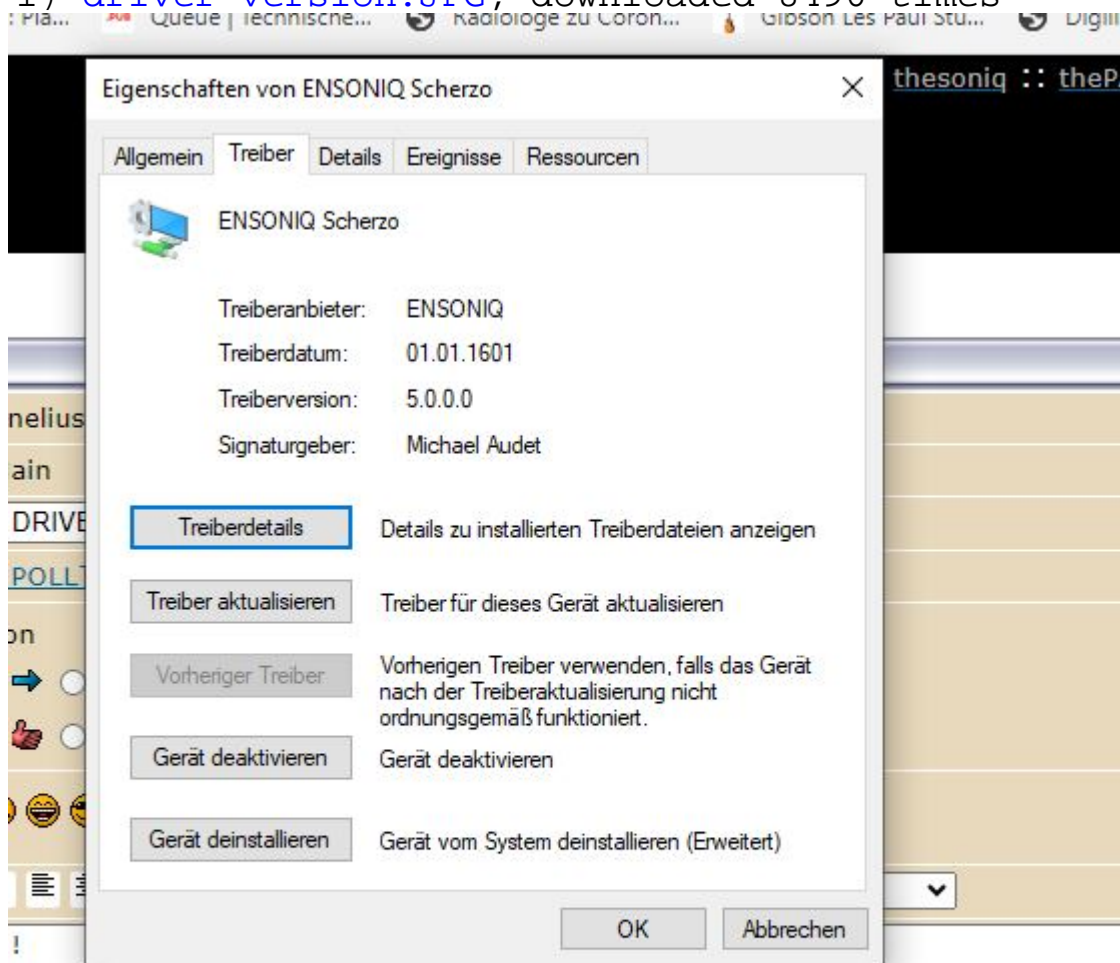 1) driver version.JPG, downloaded 8490 times
Queue | Technische...
Radiologe zu Coron...
Gibson Les Paul Stu...
thesoniq ::
Eigenschaften von ENSONIQ Scherzo
Allgemein Treiber Details Ereignisse Ressourcen
ENSONIQ Scherzo
Treiberanbieter: ENSONIQ
Treiberdatum: 01.01.1601
Treiberversion: 5.0.0.0
Signaturgeber: Michael Audet
nelius
ain
DRIVE
POLL
on
Treiberdetails Details zu installierten Treiberdateien anzeigen
Treiber aktualisieren Treiber für dieses Gerät aktualisieren
Vorheriger Treiber Vorherigen Treiber verwenden, falls das Gerät
nach der Treiberaktualisierung nicht
ordnungsgemäß funktioniert.
Gerät deaktivieren Gerät deaktivieren
Gerät deinstallieren Gerät vom System deinstallieren (Erweitert)
OK Abbrechen
!